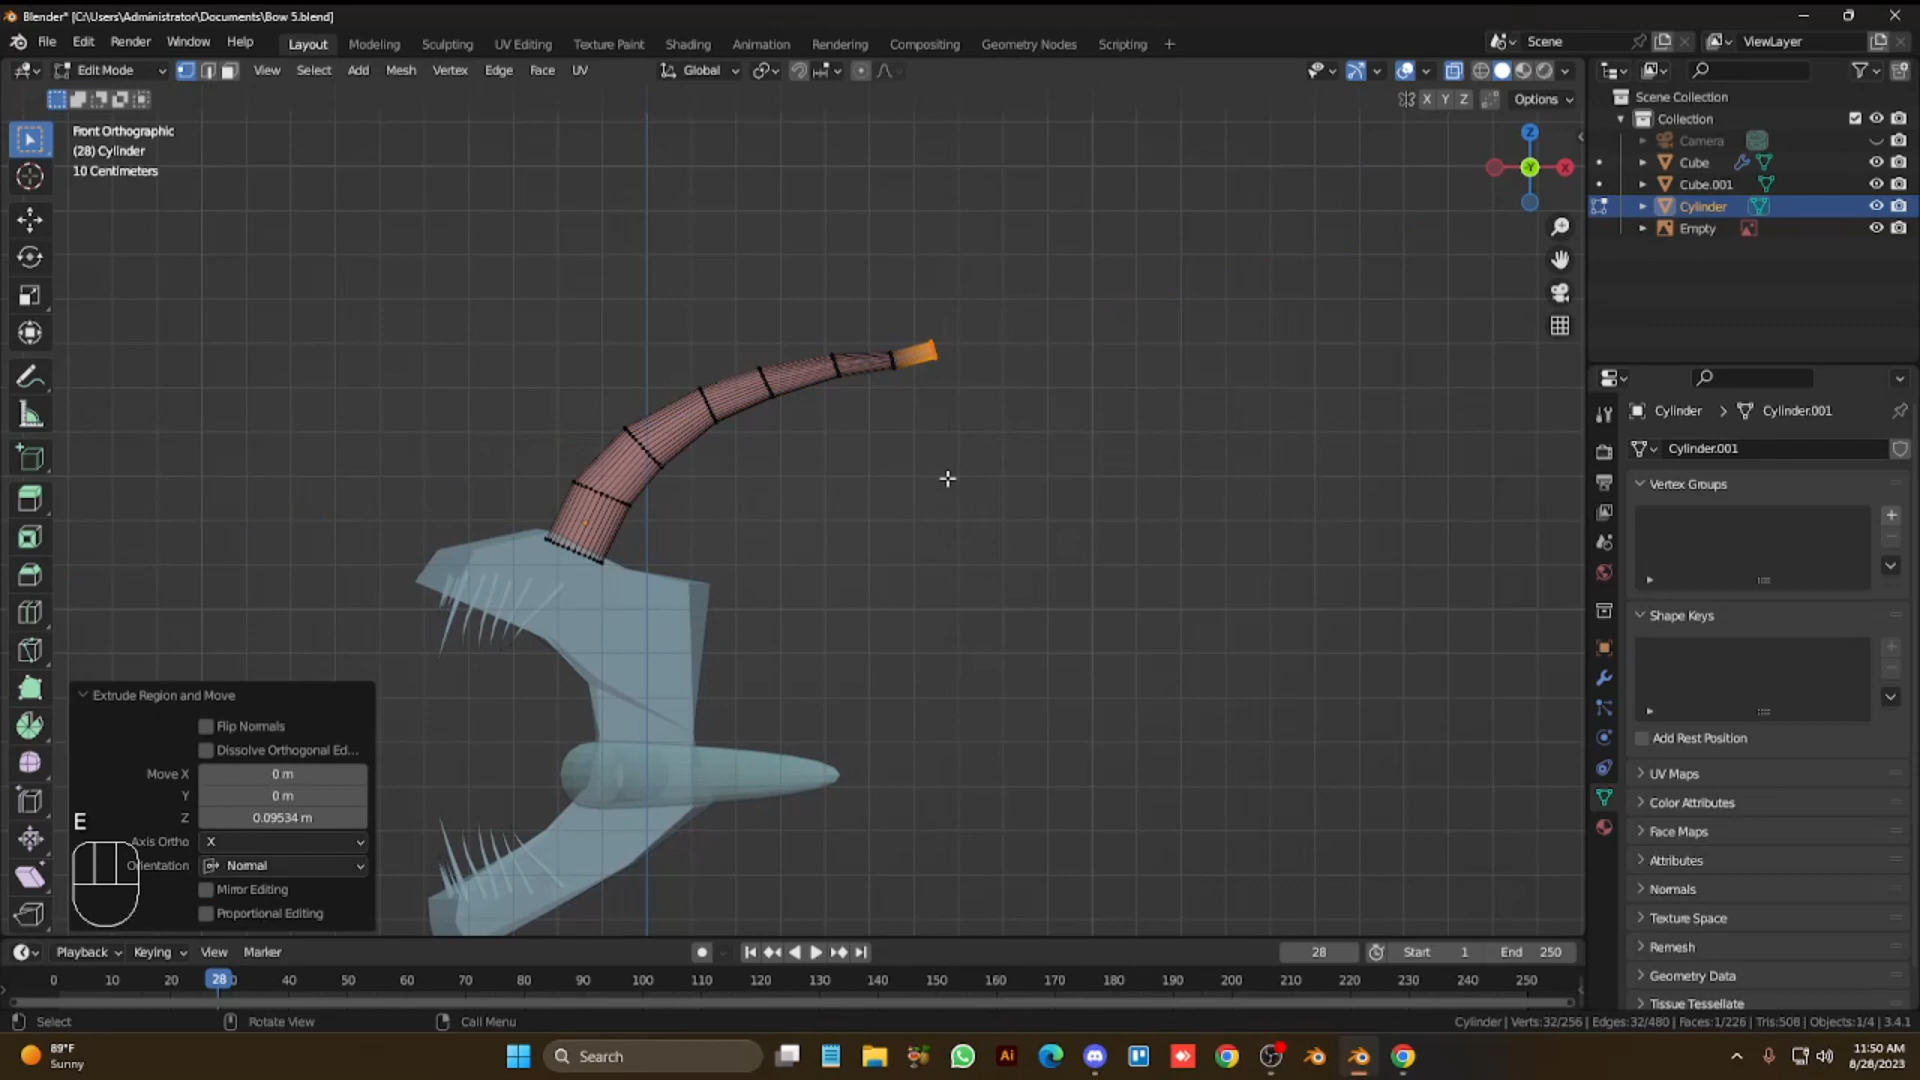 Blender* [C:\Users\Administrator\Documents\Bow 5.blend]
File Edit Render Window Help Layout Modeling Sculpting UV Editing Texture Paint Shading Animation Rendering Compositing Geometry Nodes Scripting + Scene ViewLayer
Edit Mode View Select Add Mesh Vertex Edge Face UV Global
X Y Z Options
Front Orthographic
(28) Cylinder
10 Centimeters
Z
Y X
Scene Collection
Collection
Camera
Cube
Cube.001
Cylinder
Empty
Cylinder > Cylinder.001
Cylinder.001
Vertex Groups
Shape Keys
Add Rest Position
UV Maps
Color Attributes
Face Maps
Attributes
Normals
Texture Space
Remesh
Geometry Data
Tissue Tessellate
Extrude Region and Move
Flip Normals
Dissolve Orthogonal Ed...
Move X 0 m
Y 0 m
Z 0.09534 m
E
Axis Ortho X
Orientation Normal
Mirror Editing
Proportional Editing
Playback Keying View Marker 28 Start 1 End 250
0 10 20 28 40 50 60 70 80 90 100 110 120 130 140 150 160 170 180 190 200 210 220 230 240 250
Select Rotate View Call Menu Cylinder | Verts:32/256 | Edges:32/480 | Faces:1/226 | Tris:508 | Objects:1/4 | 3.4.1
89°F
Sunny
Search
Ai
11:50 AM
8/28/2023